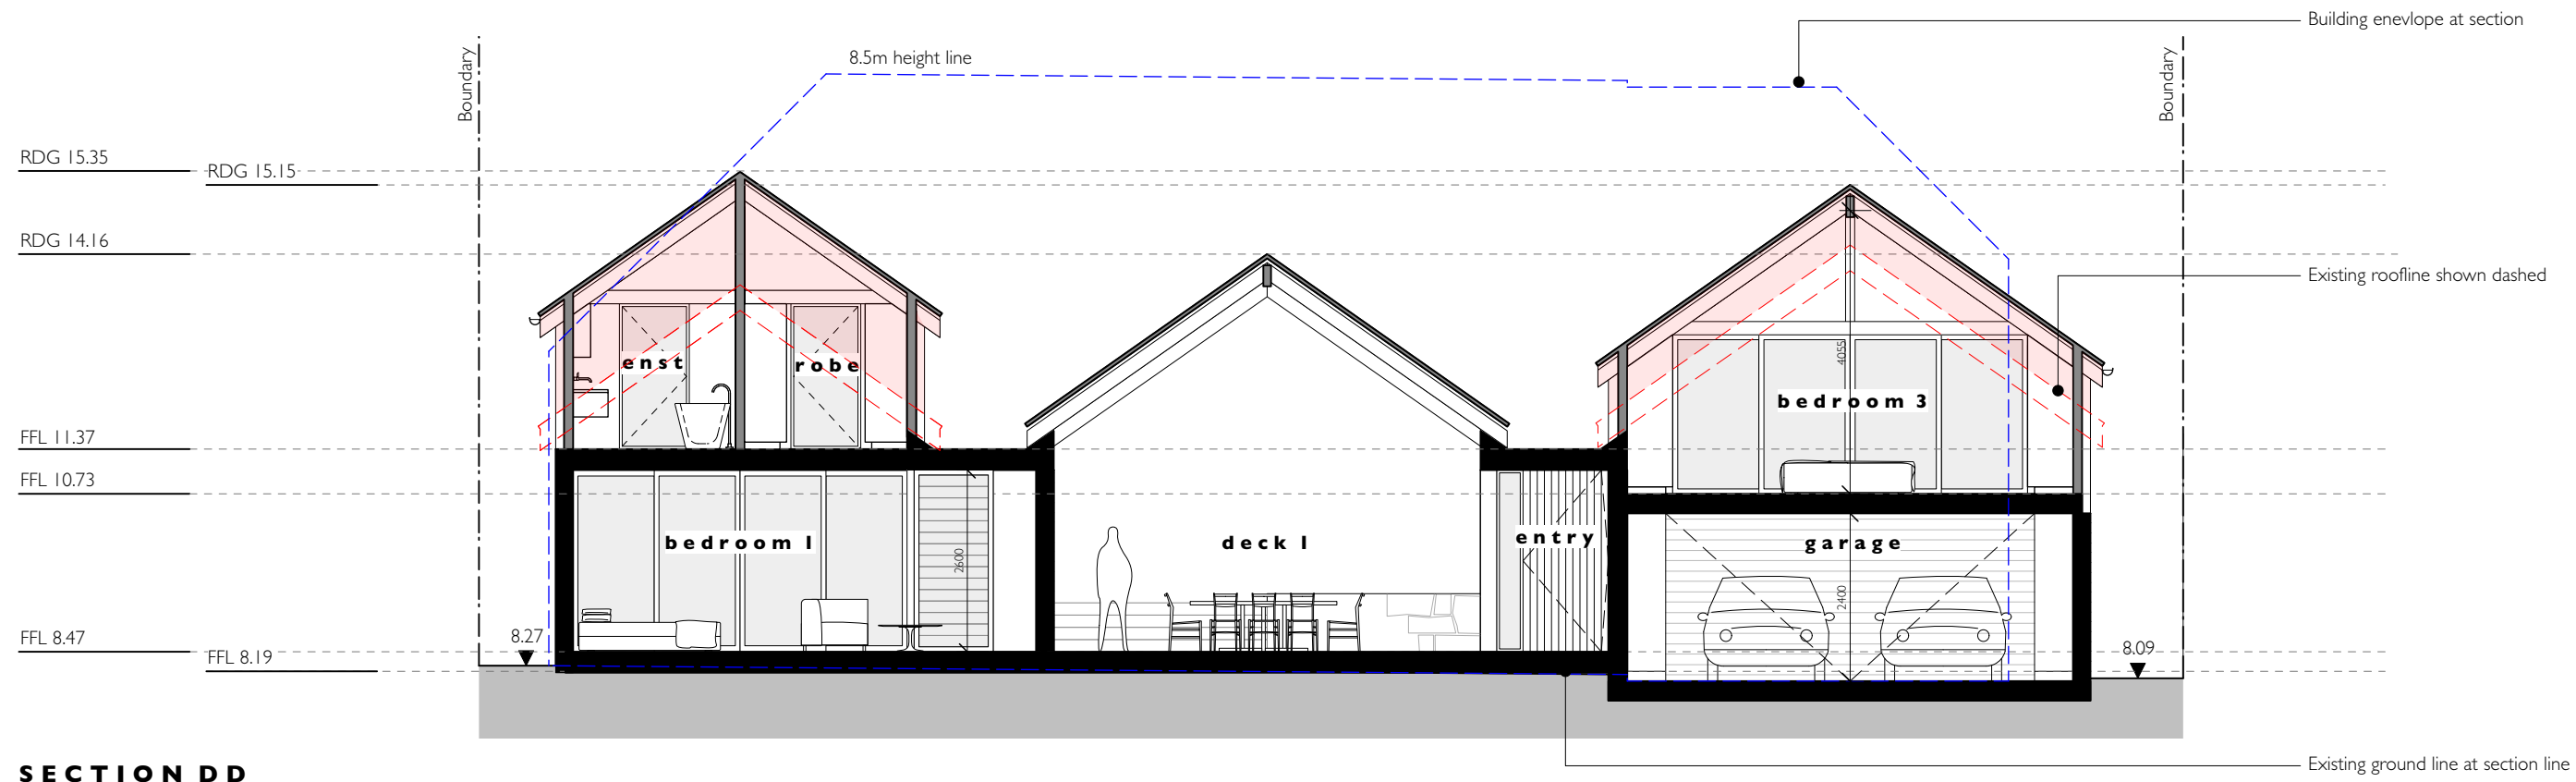 Building enevlope at section
8.5m height line
Boundary
Boundary
RDG 15.35
RDG 15.15
RDG 14.16
Existing roofline shown dashed
enst
robe
4055
bedroom 3
FFL 11.37
FFL 10.73
bedroom 1
2600
deck 1
entry
garage
2400
FFL 8.47
8.27
FFL 8.19
8.09
Existing ground line at section line
SECTION DD